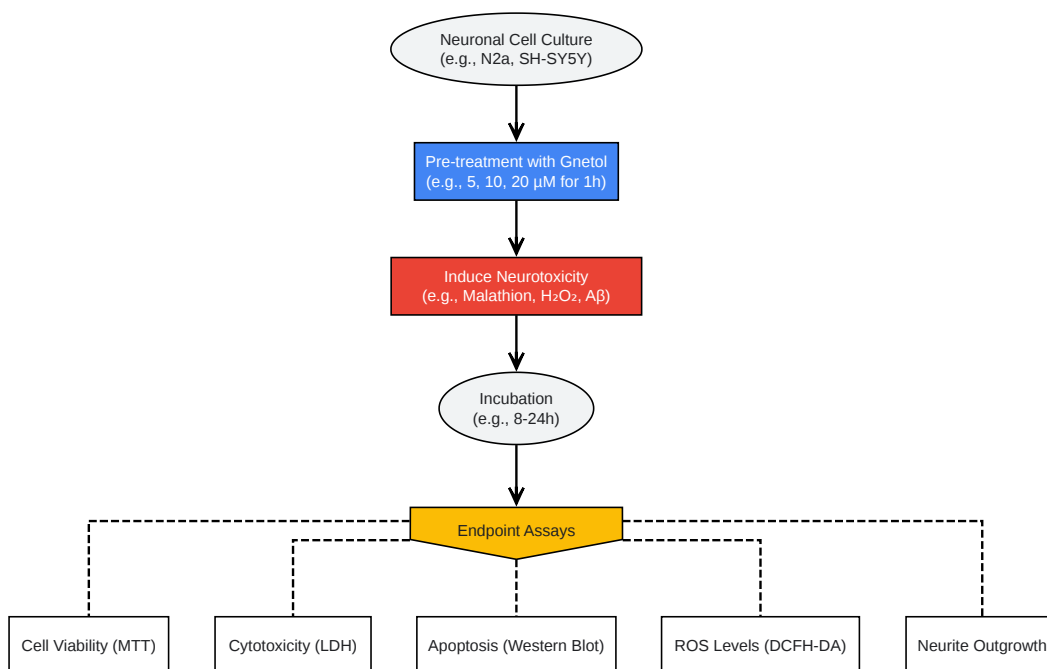 Neuronal Cell Culture
(e.g., N2a, SH-SY5Y)
Pre-treatment with Gnetol
(e.g., 5, 10, 20 µM for 1h)
Induce Neurotoxicity
(e.g., Malathion, H₂O₂, Aβ)
Incubation
(e.g., 8-24h)
Endpoint Assays
Cell Viability (MTT)
Cytotoxicity (LDH)
Apoptosis (Western Blot)
ROS Levels (DCFH-DA)
Neurite Outgrowth